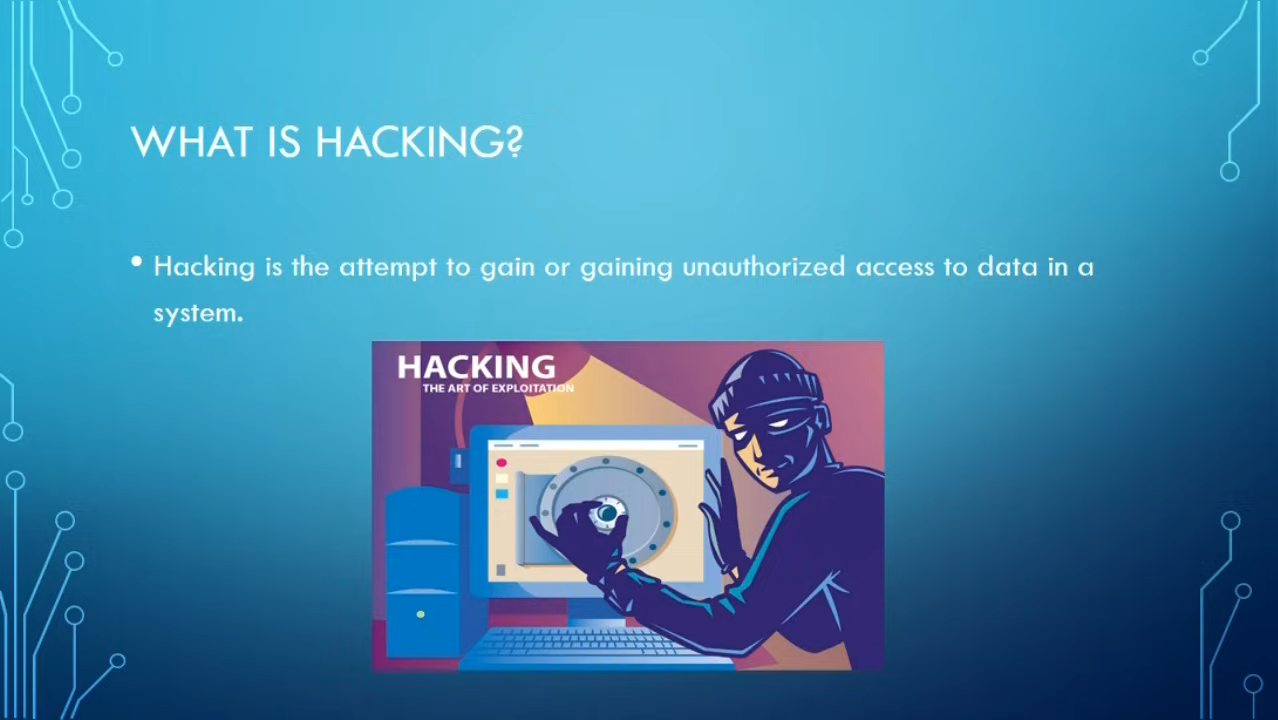 WHAT IS HACKING?
• Hacking is the attempt to gain or gaining unauthorized access to data in a
system.
HACKING
THE ART OF EXPLOITATION